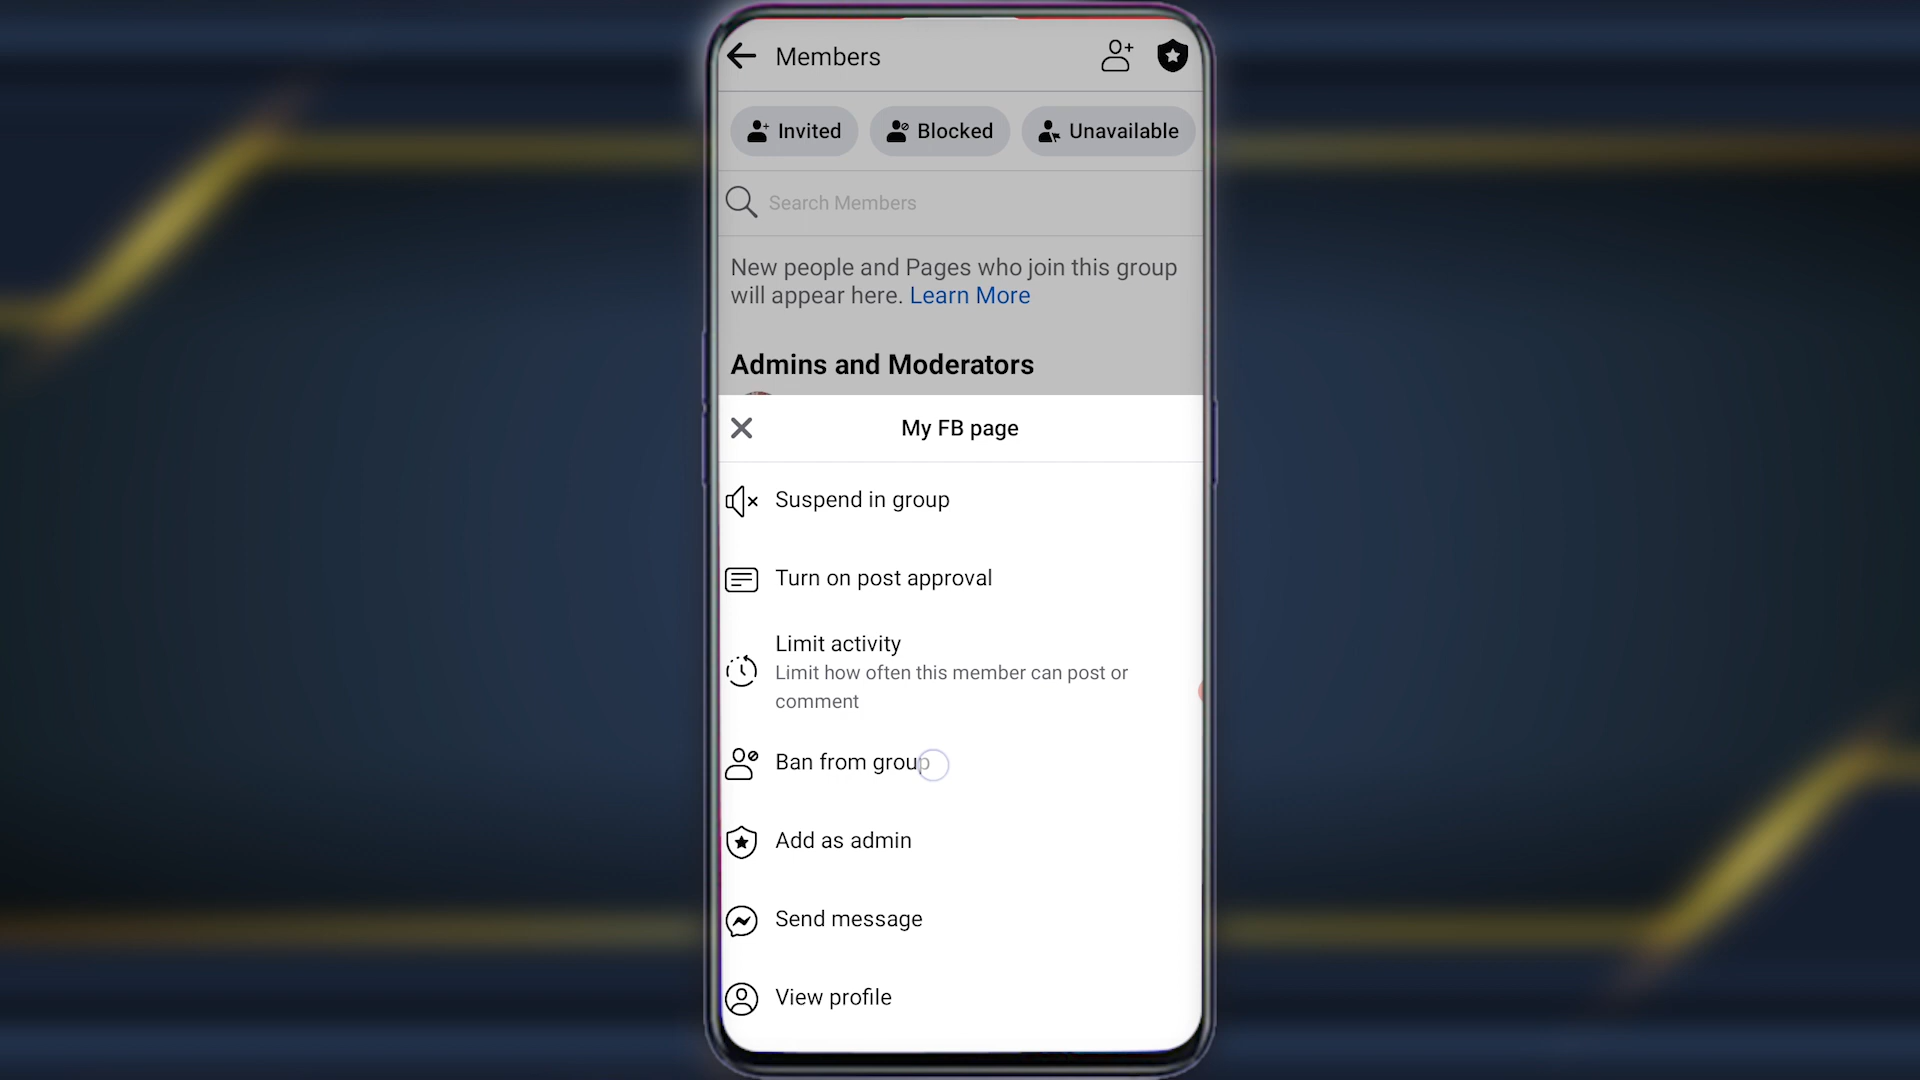 Members
Invited
Blocked
Unavailable
Search Members
New people and Pages who join this group
will appear here. Learn More
Admins and Moderators
My FB page
Suspend in group
Turn on post approval
Limit activity
Limit how often this member can post or
comment
Ban from group
Add as admin
Send message
View profile